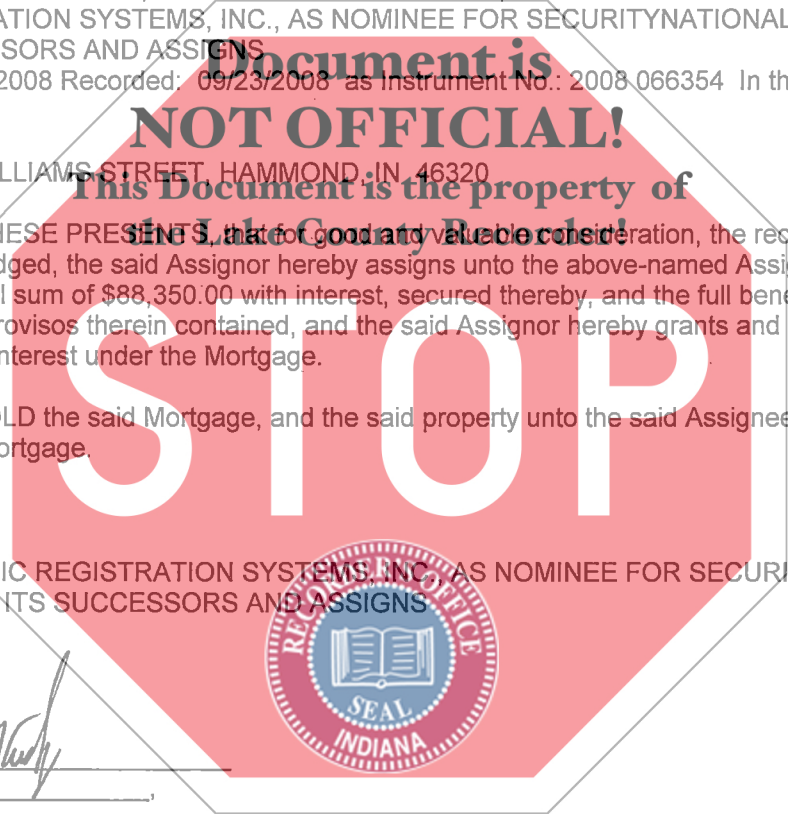 ATION SYSTEMS, INC., AS NOMINEE FOR SECURITYNATIONAL
SSORS AND ASSIGNS
Document is
2008 Recorded: 09/23/2008 as Instrument No.: 2008 066354 In th
NOT OFFICIAL!
LLIAMS STREET, HAMMOND, IN 46320
This Document is the property of
the Lake County Recorder!
ESE PRESENTS, that for good and valuable consideration, the rec
dged, the said Assignor hereby assigns unto the above-named Assig
l sum of $88,350.00 with interest, secured thereby, and the full bene
rovisos therein contained, and the said Assignor hereby grants and
nterest under the Mortgage.
STOP
LD the said Mortgage, and the said property unto the said Assignee
ortgage.
IC REGISTRATION SYSTEMS, INC., AS NOMINEE FOR SECURI
ITS SUCCESSORS AND ASSIGNS
RECORDER OFFICE
SEAL
INDIANA